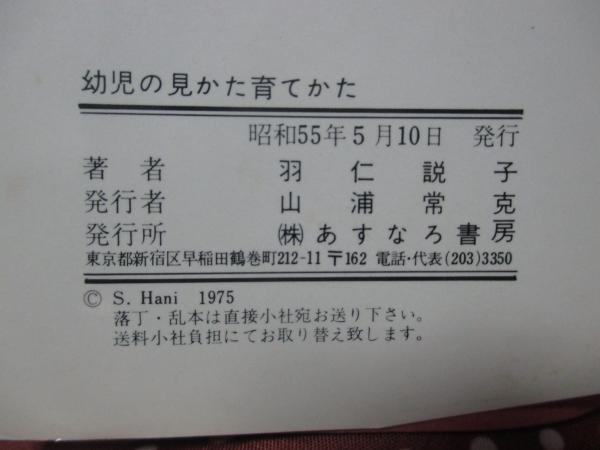 幼児の見かた育てかた
昭和55年5月10日 発行
著者 羽仁説子
発行者 山浦常克
発行所 ㈱あすなろ書房
東京都新宿区早稲田鶴巻町212-11 〒162 電話・代表(203)3350
© S. Hani 1975
落丁・乱本は直接小社宛お送り下さい。
送料小社負担にてお取り替え致します。